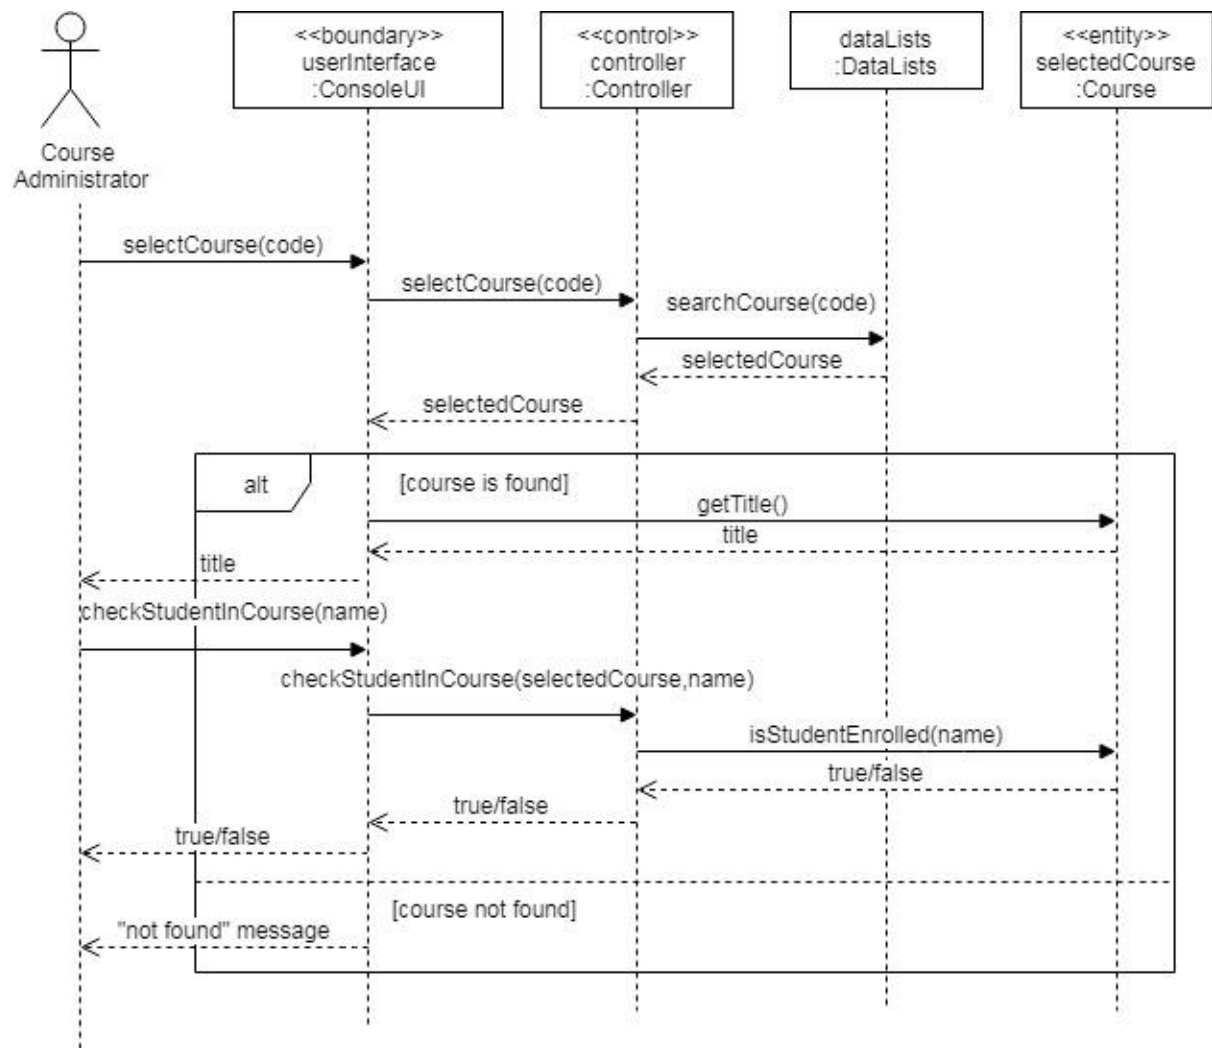 <<boundary>>
userInterface
:ConsoleUI
<<control>>
controller
:Controller
dataLists
:DataLists
<<entity>>
selectedCourse
:Course
Course
Administrator
selectCourse(code)
selectCourse(code)
searchCourse(code)
selectedCourse
selectedCourse
alt
[course is found]
getTitle()
title
title
checkStudentInCourse(name)
checkStudentInCourse(selectedCourse,name)
isStudentEnrolled(name)
true/false
true/false
true/false
[course not found]
"not found" message